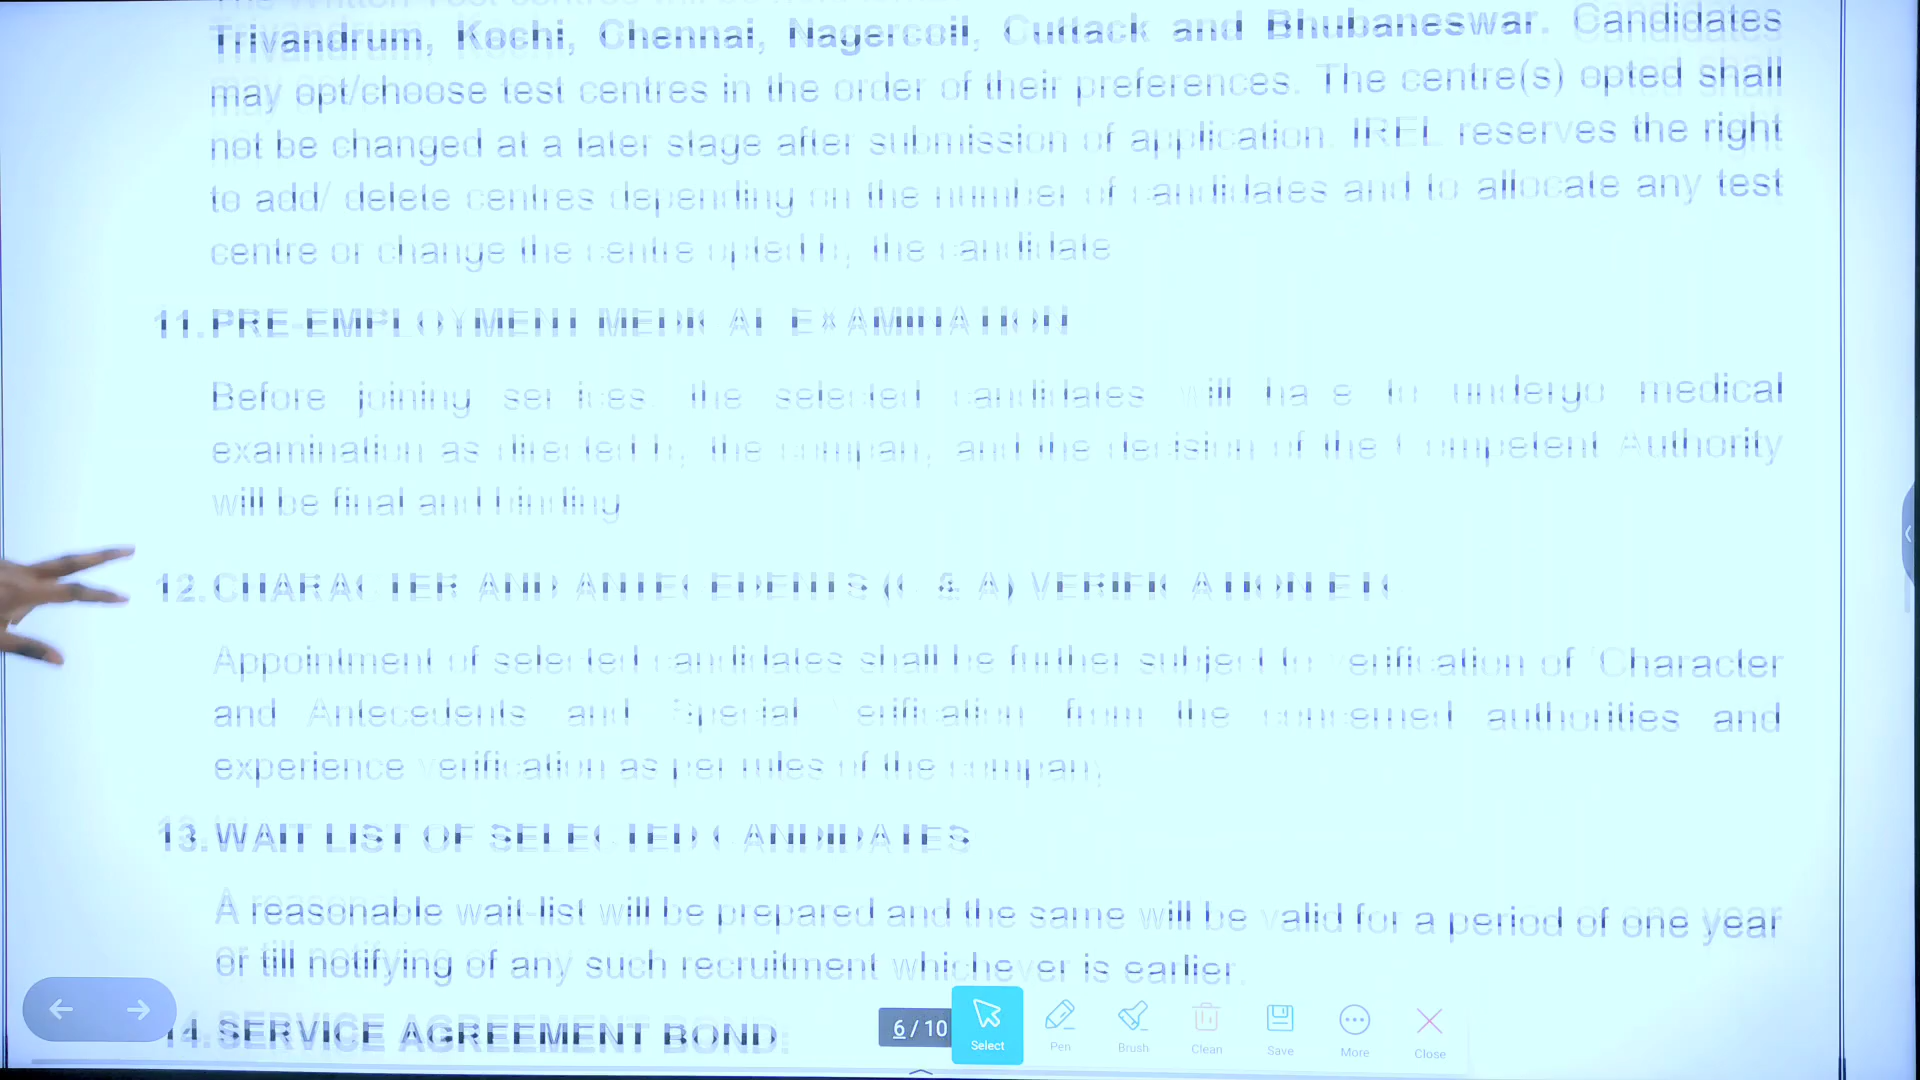 The Written Test centres will be
Trivandrum, Kochi, Chennai, Nagercoil, Cuttack and Bhubaneswar. Candidates
may opt/choose test centres in the order of their preferences. The centre(s) opted shall
not be changed at a later stage after submission of application. IREL reserves the right
to add/ delete centres depending on the number of candidates and to allocate any test
centre or change the centre opted by the candidate
11. PRE-EMPLOYMENT MEDICAL EXAMINATION
Before joining services, the selected candidates will have to undergo medical
examination as directed by the company and the decision of the Competent Authority
will be final and binding
12. CHARACTER AND ANTECEDENTS (C & A) VERIFICATION ETC
Appointment of selected candidates shall be further subject to verification of Character
and Antecedents and Special Verification from the concerned authorities and
experience verification as per rules of the company
13. WAIT LIST OF SELECTED CANDIDATES
A reasonable wait-list will be prepared and the same will be valid for a period of one year
or till notifying of any such recruitment whichever is earlier.
14. SERVICE AGREEMENT BOND:
6 / 10
Select
Pen
Brush
Clean
Save
More
Close